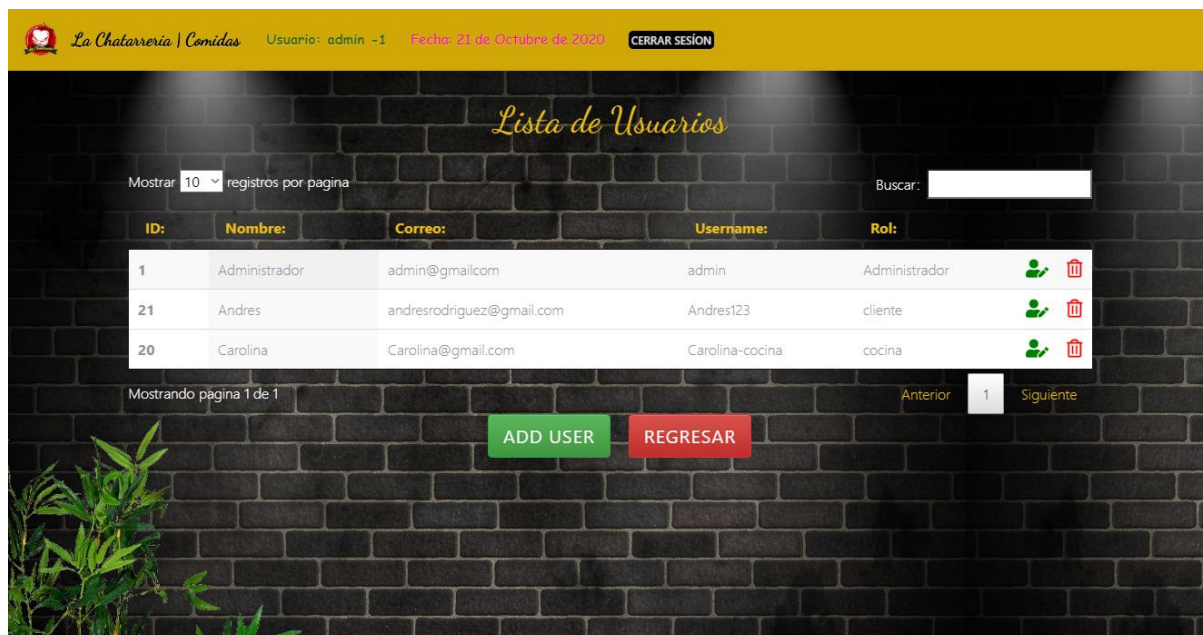 La Chatarreria | Comidas Usuario: admin -1 Fecha: 21 de Octubre de 2020 CERRAR SESÍON
Lista de Usuarios
Mostrar 10 registros por pagina Buscar:
ID: Nombre: Correo: Username: Rol:
1 Administrador admin@gmailcom admin Administrador
21 Andres andresrodriguez@gmail.com Andres123 cliente
20 Carolina Carolina@gmail.com Carolina-cocina cocina
Mostrando pagina 1 de 1 Anterior 1 Siguiente
ADD USER REGRESAR